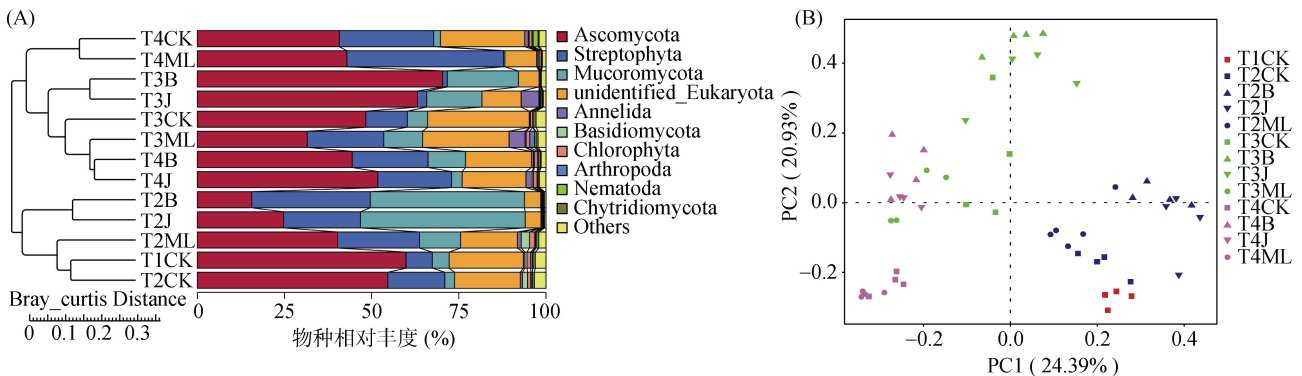 (A)
T4CK
T4ML
T3B
T3J
T3CK
T3ML
T4B
T4J
T2B
T2J
T2ML
T1CK
T2CK
Bray_curtis Distance
0 0.1 0.2 0.3
0 25 50 75 100
物种相对丰度 (%)
Ascomycota
Streptophyta
Mucoromycota
unidentified_Eukaryota
Annelida
Basidiomycota
Chlorophyta
Arthropoda
Nematoda
Chytridiomycota
Others
(B)
PC2 ( 20.93% )
0.4
0.2
0.0
−0.2
−0.2 0.0 0.2 0.4
PC1 ( 24.39% )
T1CK
T2CK
T2B
T2J
T2ML
T3CK
T3B
T3J
T3ML
T4CK
T4B
T4J
T4ML